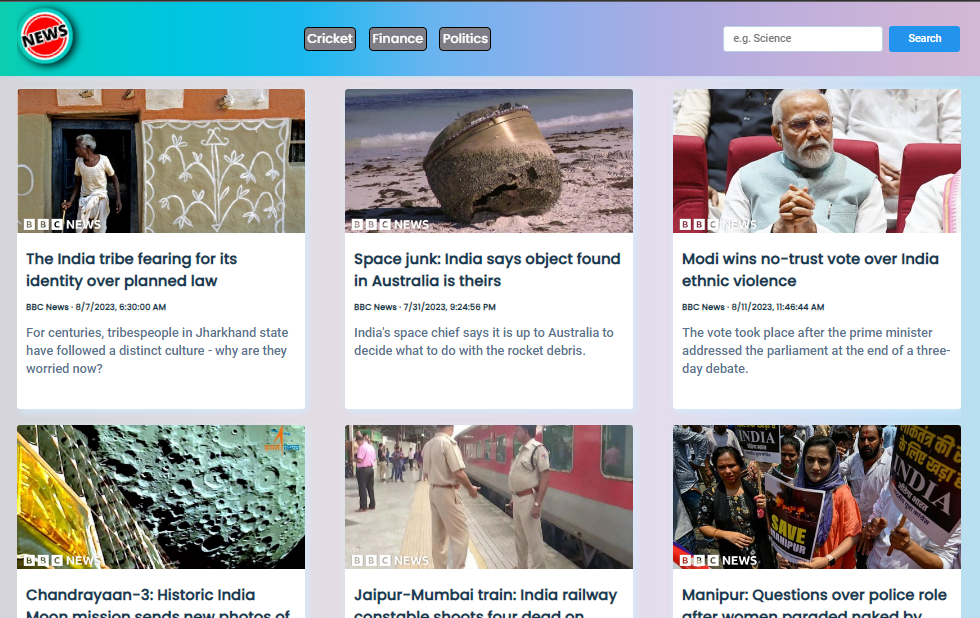 NEWS
Cricket
Finance
Politics
e.g. Science
Search
BBC NEWS
BBC NEWS
BBC NEWS
The India tribe fearing for its
identity over planned law
BBC News · 8/7/2023, 6:30:00 AM
For centuries, tribespeople in Jharkhand state
have followed a distinct culture - why are they
worried now?
Space junk: India says object found
in Australia is theirs
BBC News · 7/31/2023, 9:24:56 PM
India's space chief says it is up to Australia to
decide what to do with the rocket debris.
Modi wins no-trust vote over India
ethnic violence
BBC News · 8/11/2023, 11:46:44 AM
The vote took place after the prime minister
addressed the parliament at the end of a three-
day debate.
BBC NEWS
BBC NEWS
INDIA
INDIA
SAVE
MANIPUR
BBC NEWS
Chandrayaan-3: Historic India
Moon mission sends new photos of
Jaipur-Mumbai train: India railway
constable shoots four dead on
Manipur: Questions over police role
after women paraded naked by